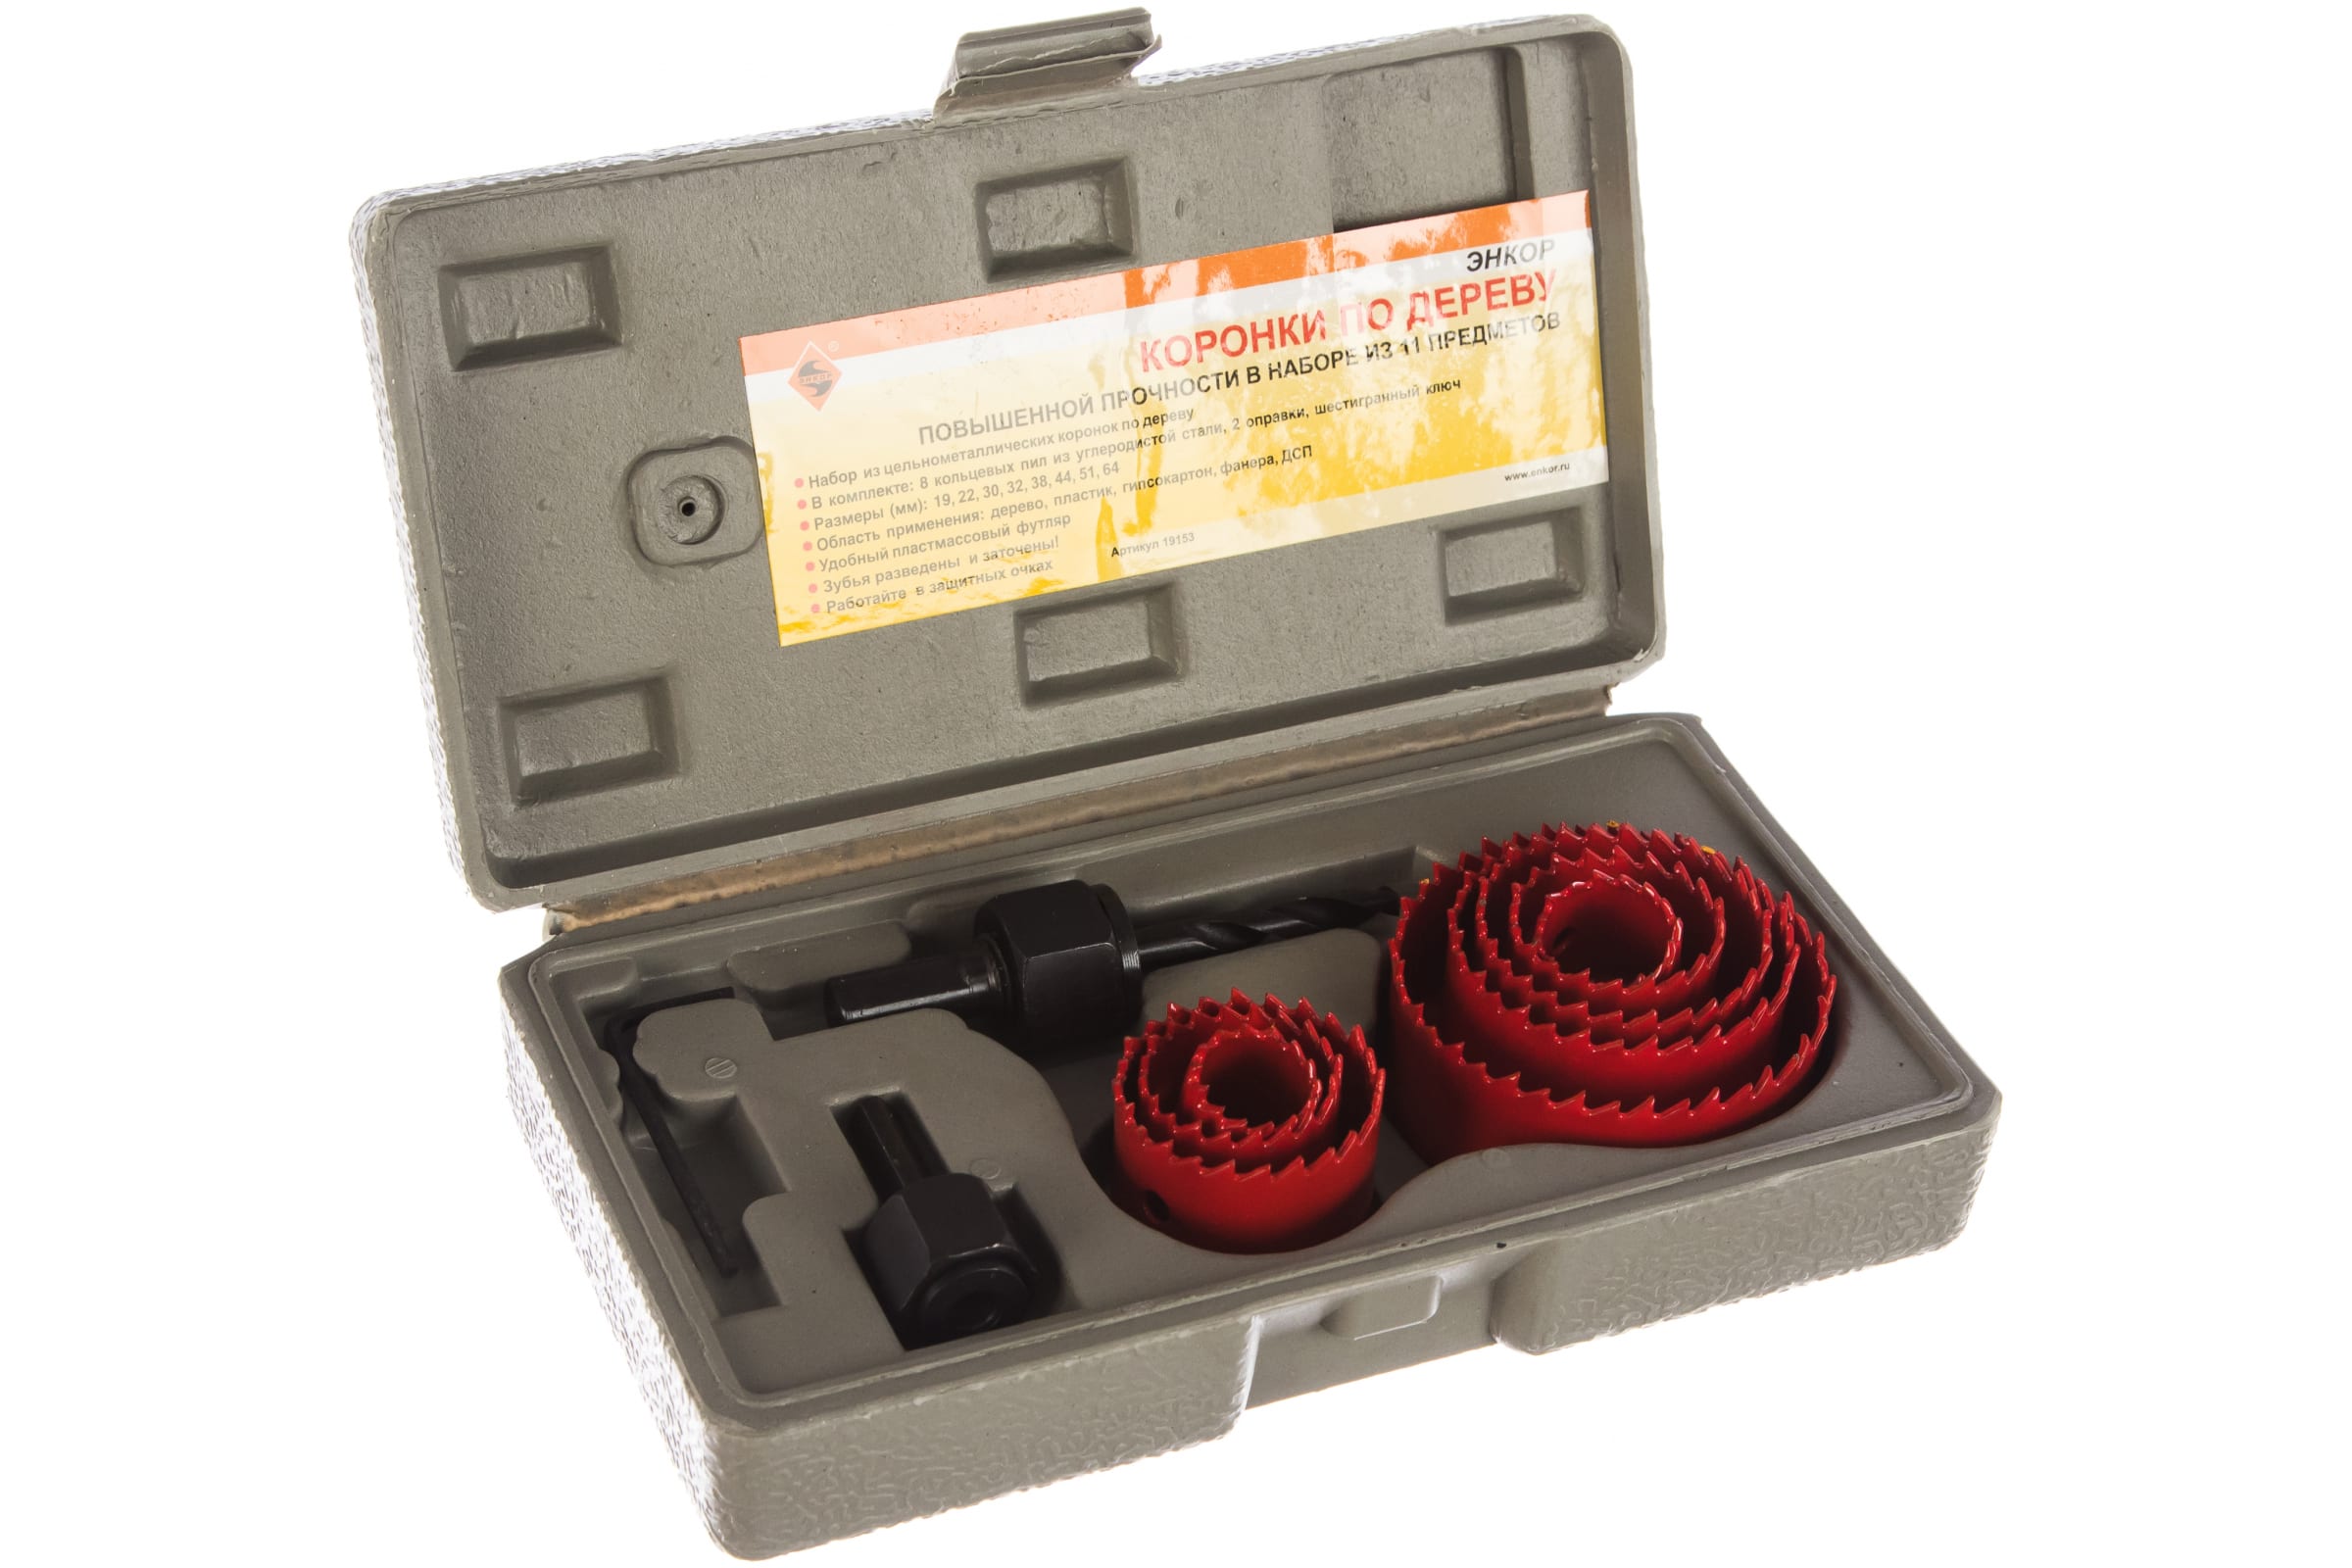 ЭНКОР
КОРОНКИ ПО ДЕРЕВУ
ПОВЫШЕННОЙ ПРОЧНОСТИ В НАБОРЕ ИЗ 11 ПРЕДМЕТОВ
ЭНКОР ®
• Набор из цельнометаллических коронок по дереву
• В комплекте: 8 кольцевых пил из углеродистой стали, 2 оправки, шестигранный ключ
• Размеры (мм): 19, 22, 30, 32, 38, 44, 51, 64
• Область применения: дерево, пластик, гипсокартон, фанера, ДСП
• Удобный пластмассовый футляр
• Зубья разведены и заточены!
• Работайте в защитных очках
Артикул 19153
www.enkor.ru